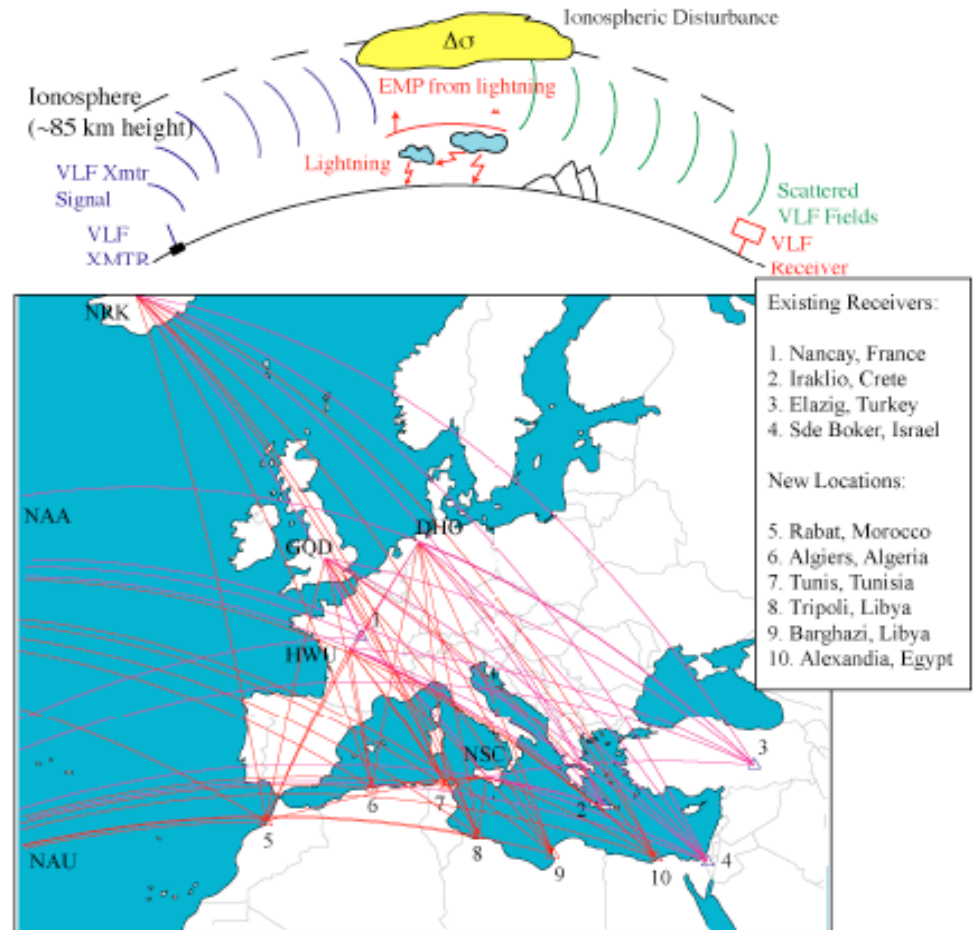 Ionospheric Disturbance
Δσ
EMP from lightning
Ionosphere
(~85 km height)
Lightning
VLF Xmtr
Signal
VLF
XMTR
Scattered
VLF Fields
VLF
Receiver
Existing Receivers:
1. Nancay, France
2. Iraklio, Crete
3. Elazig, Turkey
4. Sde Boker, Israel
New Locations:
5. Rabat, Morocco
6. Algiers, Algeria
7. Tunis, Tunisia
8. Tripoli, Libya
9. Barghazi, Libya
10. Alexandia, Egypt
NRK
NAA
DHO
GQD
1
HWU
NSC
3
6
7
2
5
8
NAU
9
10
4